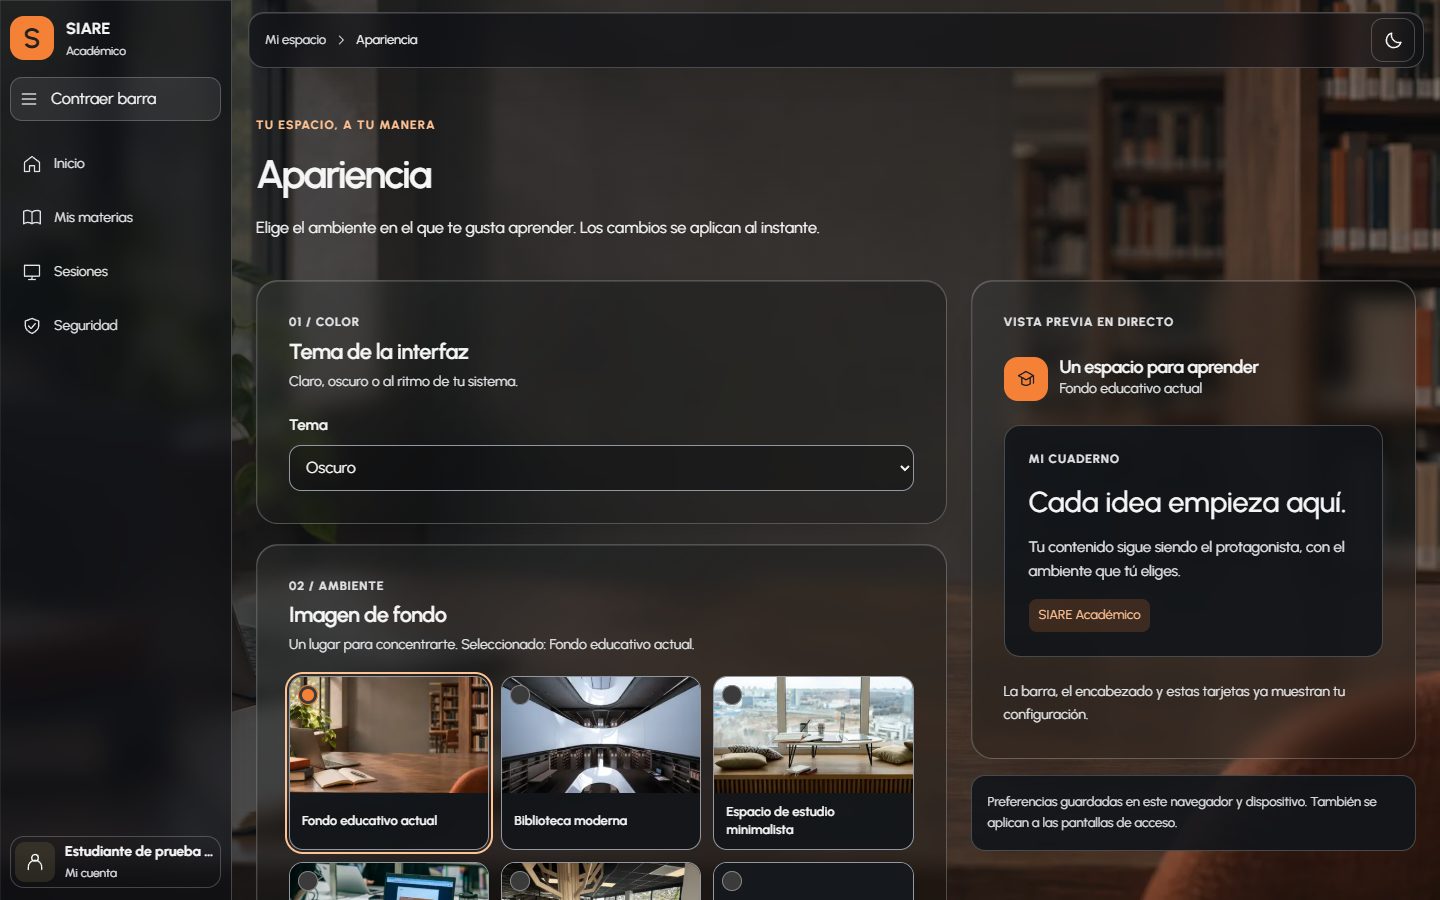 S
SIARE
Académico
Contraer barra
Inicio
Mis materias
Sesiones
Seguridad
Estudiante de prueba ...
Mi cuenta
Mi espacio > Apariencia
TU ESPACIO, A TU MANERA
Apariencia
Elige el ambiente en el que te gusta aprender. Los cambios se aplican al instante.
01 / COLOR
Tema de la interfaz
Claro, oscuro o al ritmo de tu sistema.
Tema
Oscuro
02 / AMBIENTE
Imagen de fondo
Un lugar para concentrarte. Seleccionado: Fondo educativo actual.
Fondo educativo actual
Biblioteca moderna
Espacio de estudio
minimalista
VISTA PREVIA EN DIRECTO
Un espacio para aprender
Fondo educativo actual
MI CUADERNO
Cada idea empieza aquí.
Tu contenido sigue siendo el protagonista, con el
ambiente que tú eliges.
SIARE Académico
La barra, el encabezado y estas tarjetas ya muestran tu
configuración.
Preferencias guardadas en este navegador y dispositivo. También se
aplican a las pantallas de acceso.